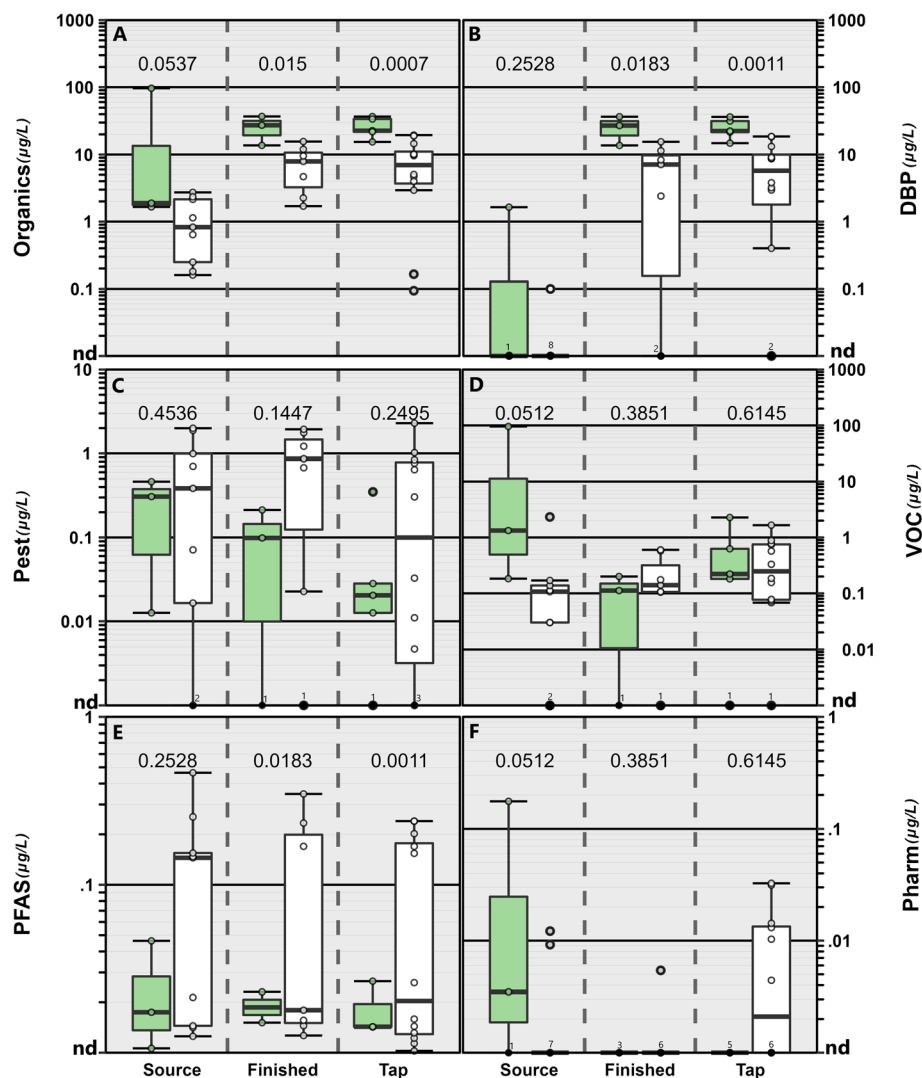 A
0.0537 0.015 0.0007
1000
100
10
1
0.1
nd
Organics(µg/L)
B
0.2528 0.0183 0.0011
1 8 2 2
1000
100
10
1
0.1
nd
DBP (µg/L)
C
0.4536 0.1447 0.2495
2 1 1 1 3
10
1
0.1
0.01
nd
Pest(µg/L)
D
0.0512 0.3851 0.6145
2 1 1 1 1
1000
100
10
1
0.1
0.01
nd
VOC(µg/L)
E
0.2528 0.0183 0.0011
1
.1
nd
PFAS(µg/L)
Source Finished Tap
F
0.0512 0.3851 0.6145
1 7 3 6 5 6
1
.1
.01
nd
Pharm(µg/L)
Source Finished Tap